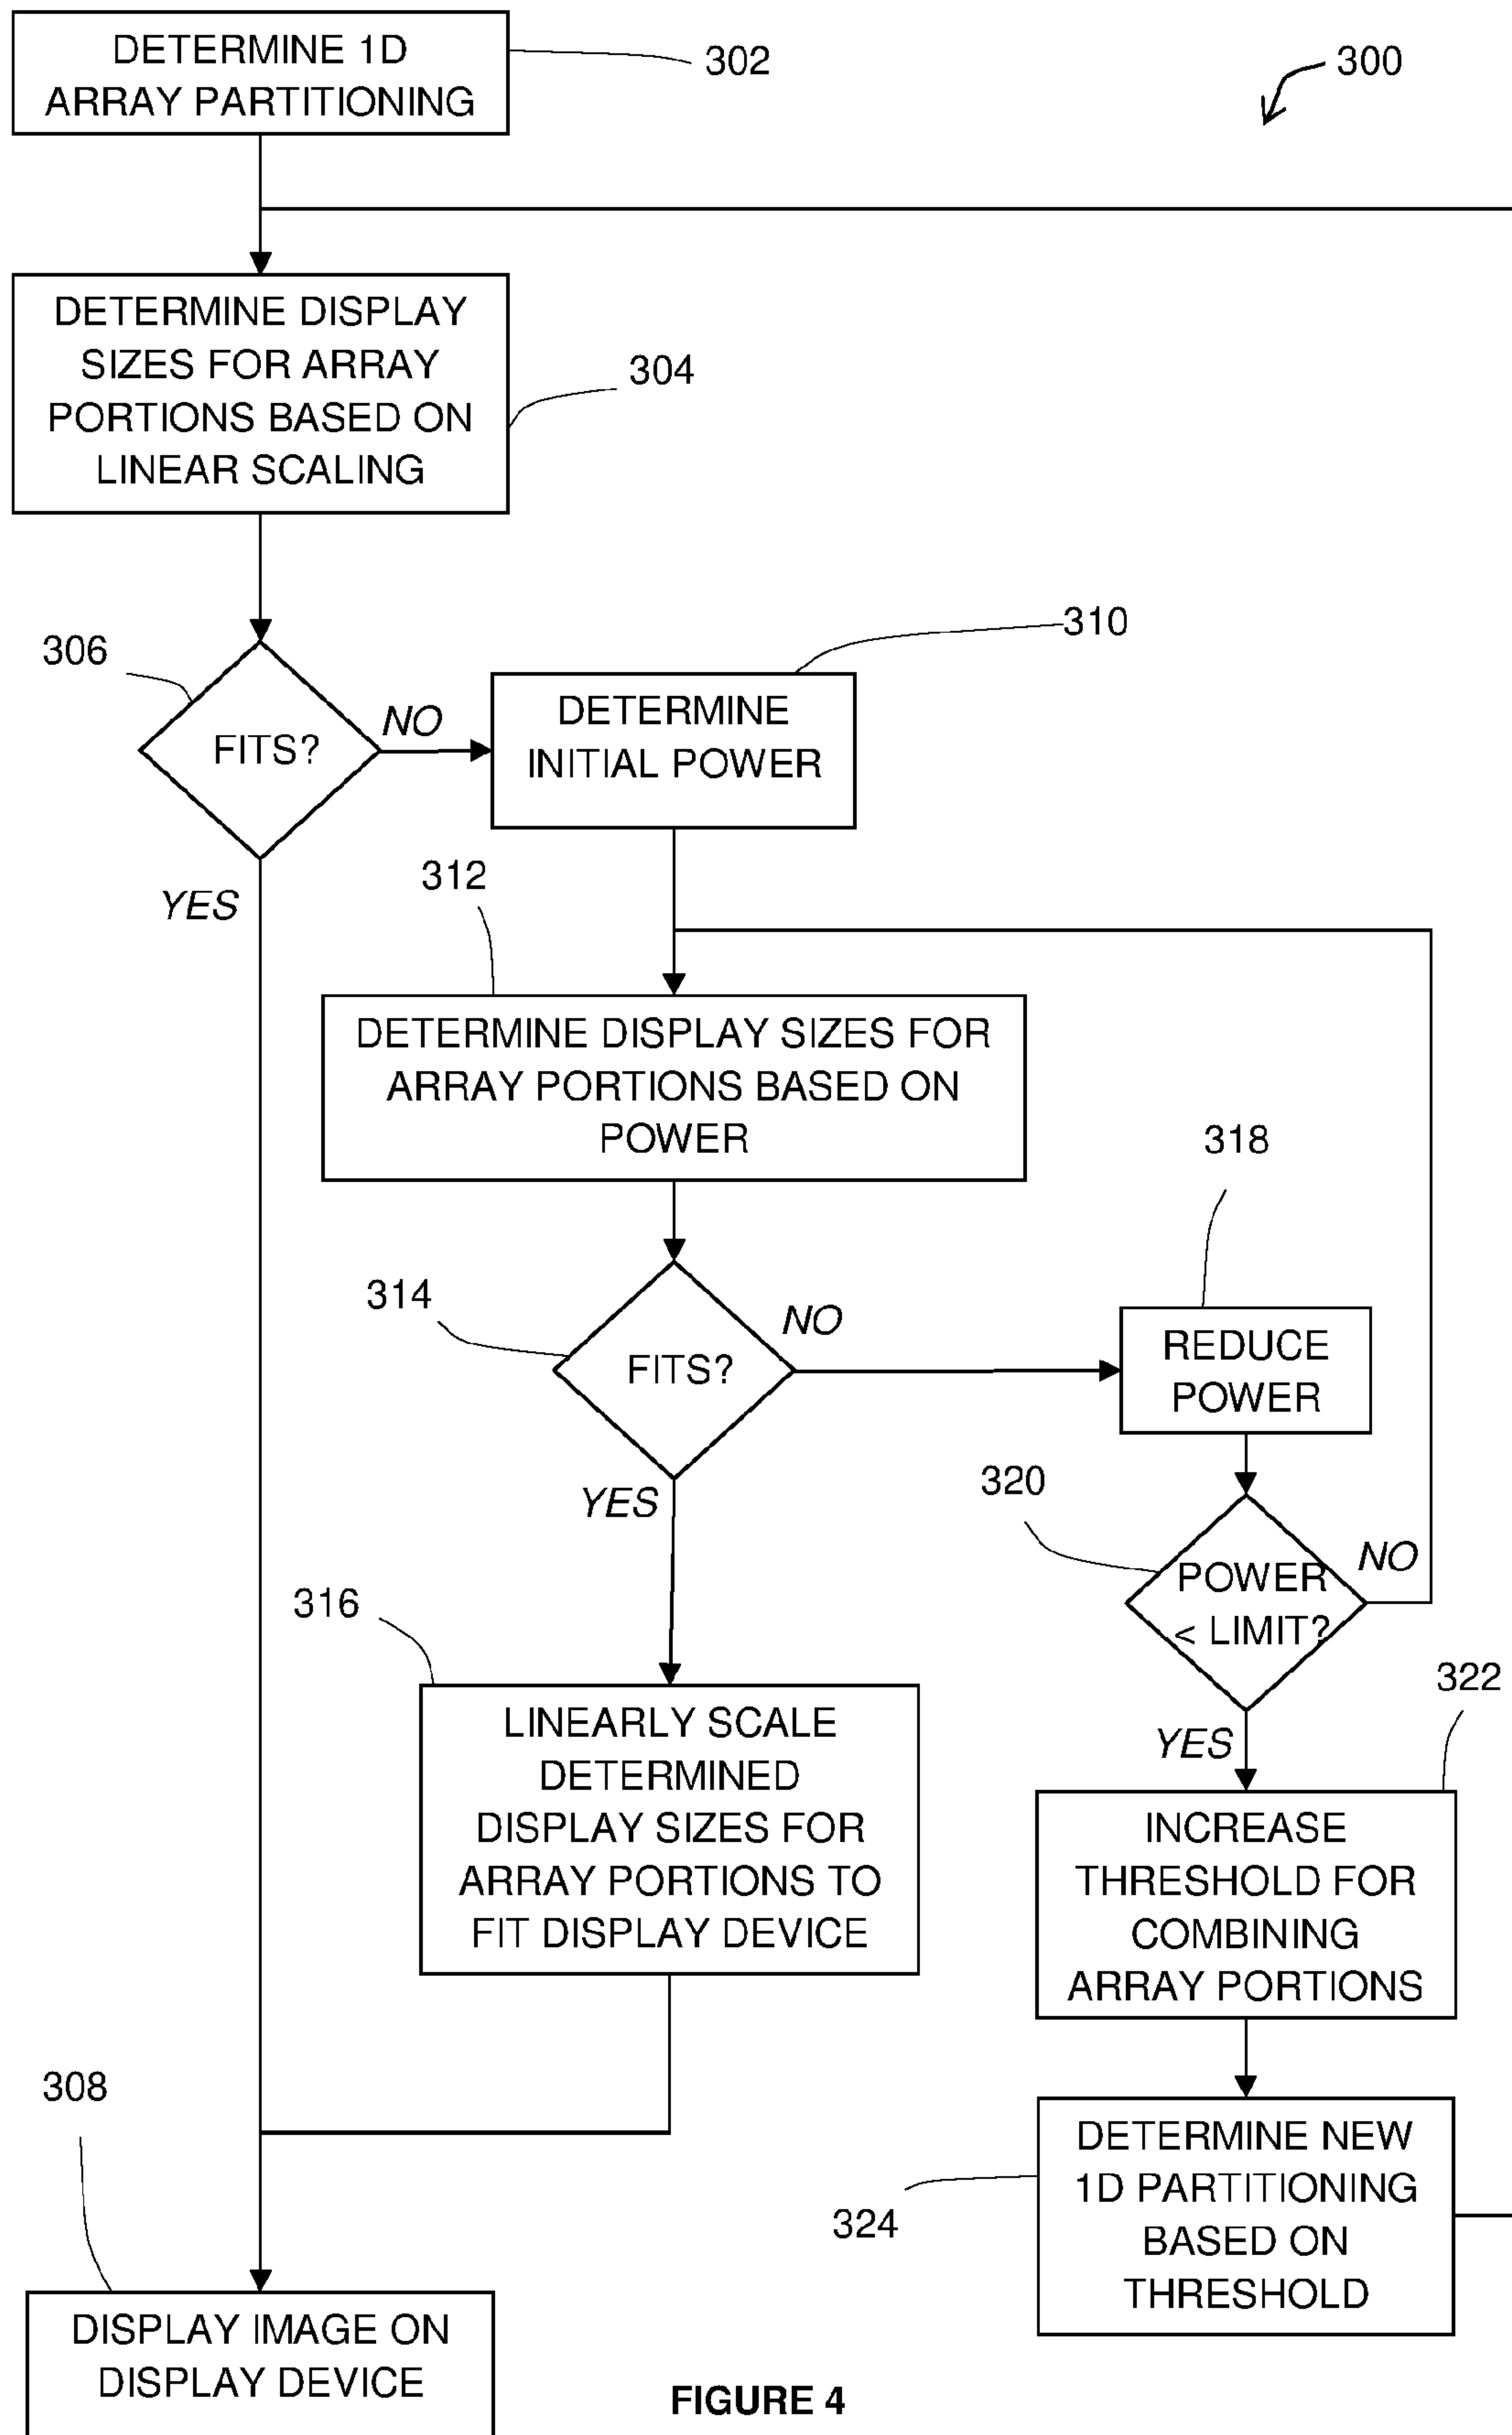 DETERMINE 1D
ARRAY PARTITIONING
302
300
DETERMINE DISPLAY
SIZES FOR ARRAY
PORTIONS BASED ON
LINEAR SCALING
304
306
FITS?
NO
YES
310
DETERMINE
INITIAL POWER
312
DETERMINE DISPLAY SIZES FOR
ARRAY PORTIONS BASED ON
POWER
314
FITS?
NO
YES
318
REDUCE
POWER
320
POWER
< LIMIT?
NO
YES
316
LINEARLY SCALE
DETERMINED
DISPLAY SIZES FOR
ARRAY PORTIONS TO
FIT DISPLAY DEVICE
322
INCREASE
THRESHOLD FOR
COMBINING
ARRAY PORTIONS
324
DETERMINE NEW
1D PARTITIONING
BASED ON
THRESHOLD
308
DISPLAY IMAGE ON
DISPLAY DEVICE
FIGURE 4